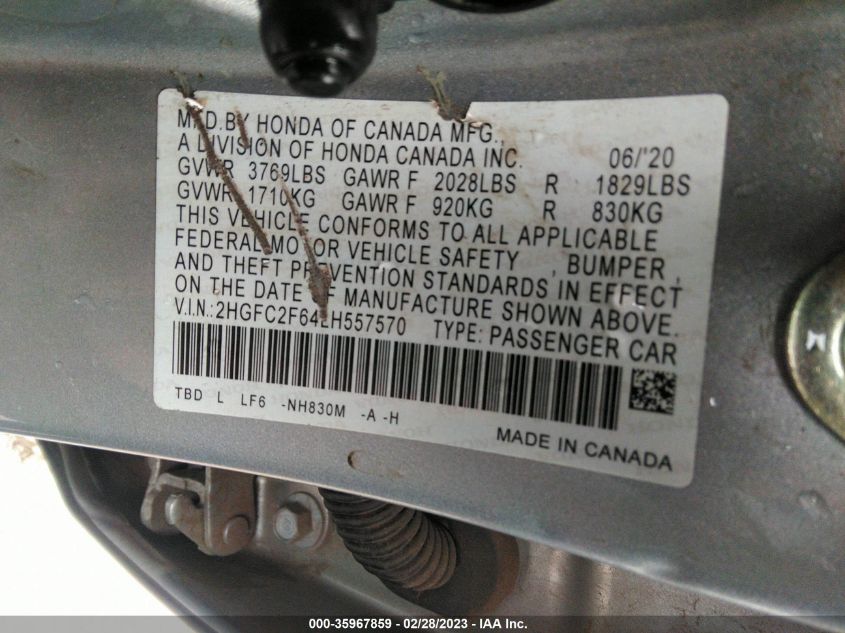 MFD.BY HONDA OF CANADA MFG.,
A DIVISION OF HONDA CANADA INC. 06/'20
GVWR 3769LBS GAWR F 2028LBS R 1829LBS
GVWR 1710KG GAWR F 920KG R 830KG
THIS VEHICLE CONFORMS TO ALL APPLICABLE
FEDERAL MOTOR VEHICLE SAFETY , BUMPER ,
AND THEFT PREVENTION STANDARDS IN EFFECT
ON THE DATE OF MANUFACTURE SHOWN ABOVE.
V.I.N.: 2HGFC2F64LH557570 TYPE: PASSENGER CAR
TBD L LF6 -NH830M -A -H
MADE IN CANADA
000-35967859 - 02/28/2023 - IAA Inc.